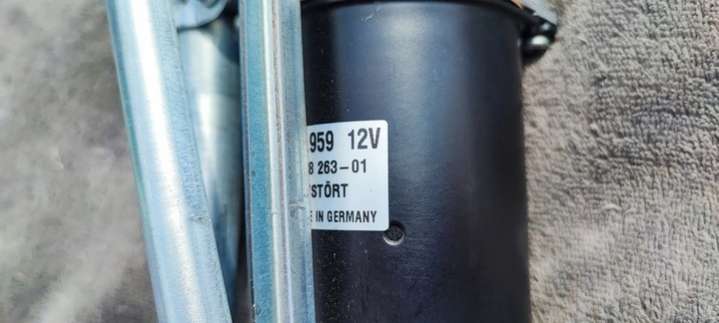 959 12V
8 263-01
STÖRT
E IN GERMANY